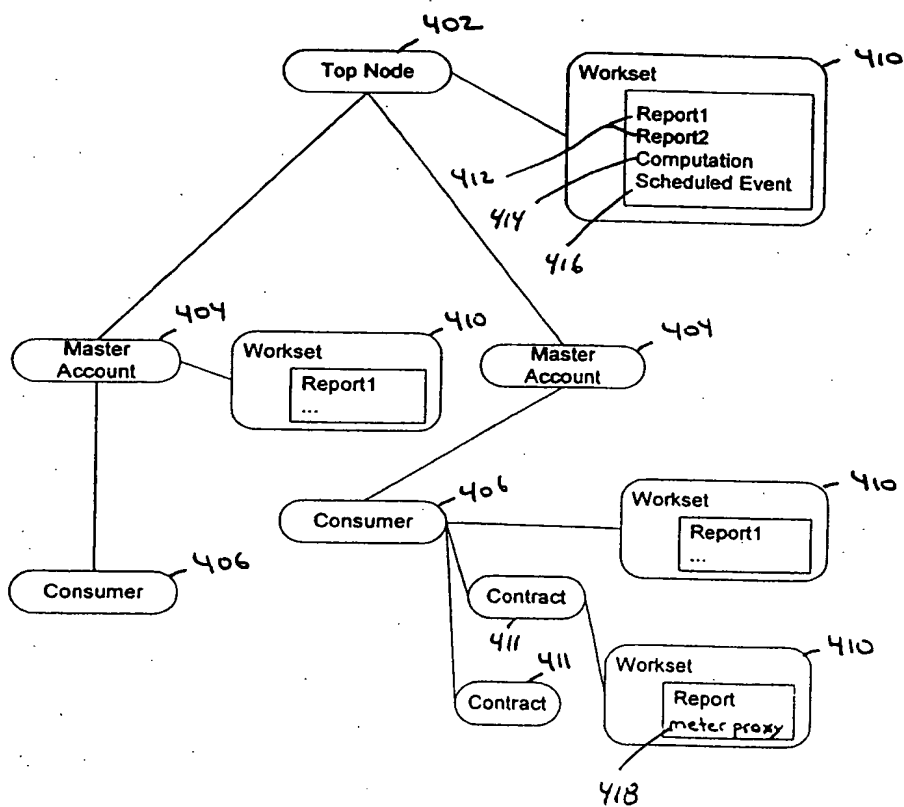 402
Top Node
410
Workset
Report1
Report2
Computation
Scheduled Event
412
414
416
404
Master
Account
410
Workset
Report1
...
404
Master
Account
406
Consumer
410
Workset
Report1
...
406
Consumer
Contract
411
411
Contract
410
Workset
Report
meter proxy
418